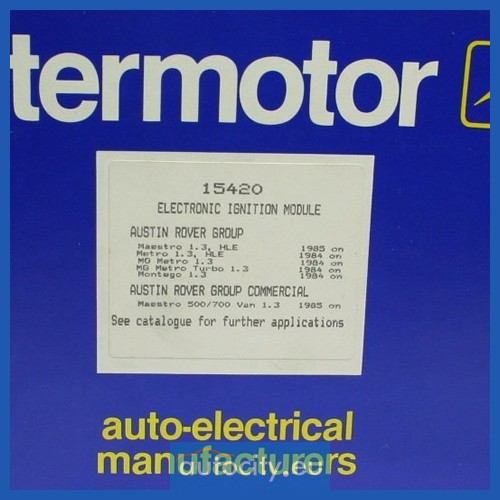 termotor
15420
ELECTRONIC IGNITION MODULE
AUSTIN ROVER GROUP
Maestro 1.3, HLE 1985 on
Metro 1.3, HLE 1984 on
MG Metro 1.3 1984 on
MG Metro Turbo 1.3 1984 on
Montego 1.3 1984 on
AUSTIN ROVER GROUP COMMERCIAL
Maestro 500/700 Van 1.3 1985 on
See catalogue for further applications
auto-electrical
manufacturers
autocity.eu